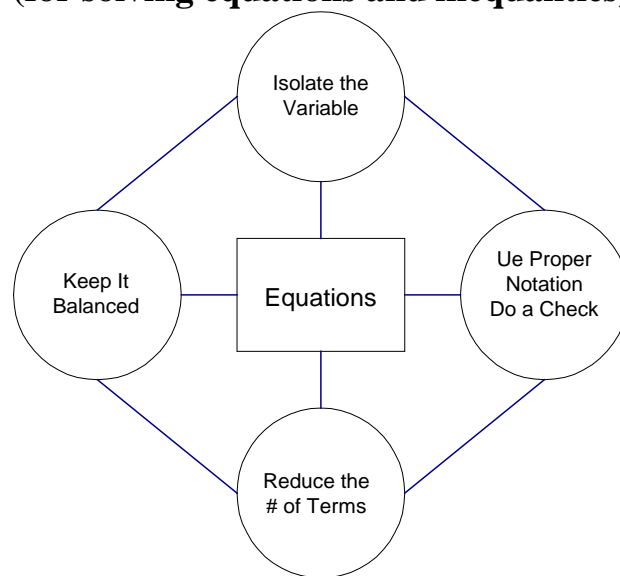 (for solving equations and inequalities)
Isolate the
Variable
Keep It
Balanced
Equations
Ue Proper
Notation
Do a Check
Reduce the
# of Terms